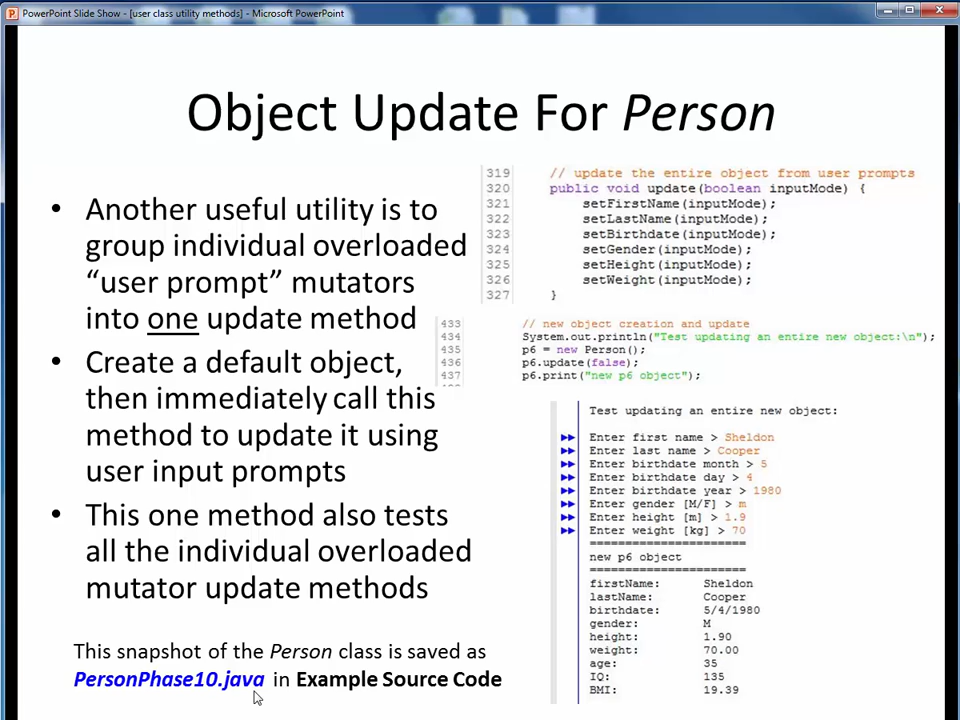 PowerPoint Slide Show - [user class utility methods] - Microsoft PowerPoint
Object Update For Person
• Another useful utility is to
group individual overloaded
“user prompt” mutators
into one update method
• Create a default object,
then immediately call this
method to update it using
user input prompts
• This one method also tests
all the individual overloaded
mutator update methods
This snapshot of the Person class is saved as
PersonPhase10.java in Example Source Code
319 // update the entire object from user prompts
320 public void update(boolean inputMode) {
321 setFirstName(inputMode);
322 setLastName(inputMode);
323 setBirthdate(inputMode);
324 setGender(inputMode);
325 setHeight(inputMode);
326 setWeight(inputMode);
327 }
433 // new object creation and update
434 System.out.println("Test updating an entire new object:\n");
435 p6 = new Person();
436 p6.update(false);
437 p6.print("new p6 object");
Test updating an entire new object:
Enter first name > Sheldon
Enter last name > Cooper
Enter birthdate month > 5
Enter birthdate day > 4
Enter birthdate year > 1980
Enter gender [M/F] > m
Enter height [m] > 1.9
Enter weight [kg] > 70
======================
new p6 object
======================
firstName: Sheldon
lastName: Cooper
birthdate: 5/4/1980
gender: M
height: 1.90
weight: 70.00
age: 35
IQ: 135
BMI: 19.39